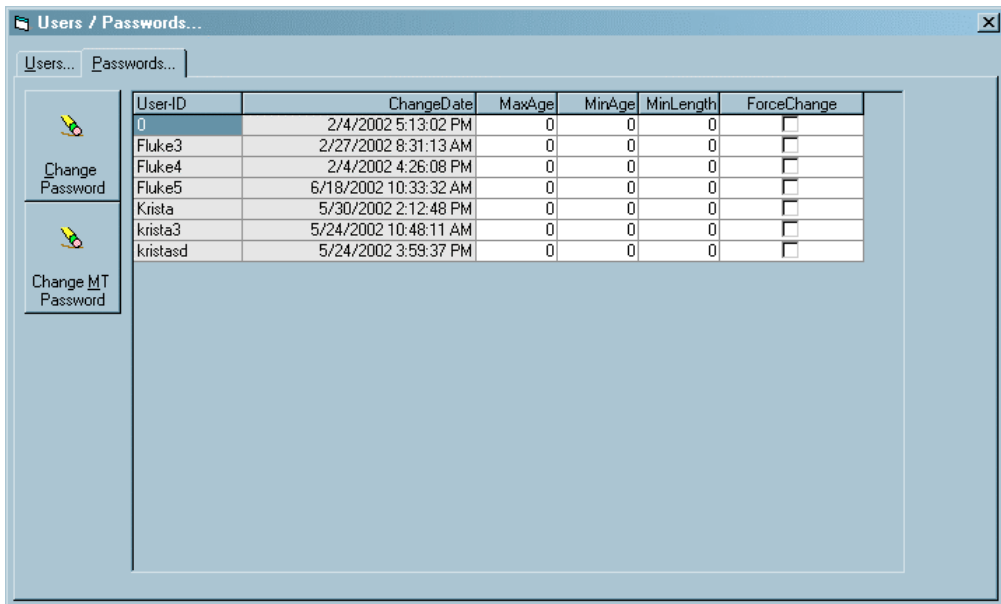 Users / Passwords...
Users... Passwords...
Change
Password
Change MT
Password
User-ID ChangeDate MaxAge MinAge MinLength ForceChange
0 2/4/2002 5:13:02 PM 0 0 0
Fluke3 2/27/2002 8:31:13 AM 0 0 0
Fluke4 2/4/2002 4:26:08 PM 0 0 0
Fluke5 6/18/2002 10:33:32 AM 0 0 0
Krista 5/30/2002 2:12:48 PM 0 0 0
krista3 5/24/2002 10:48:11 AM 0 0 0
kristasd 5/24/2002 3:59:37 PM 0 0 0